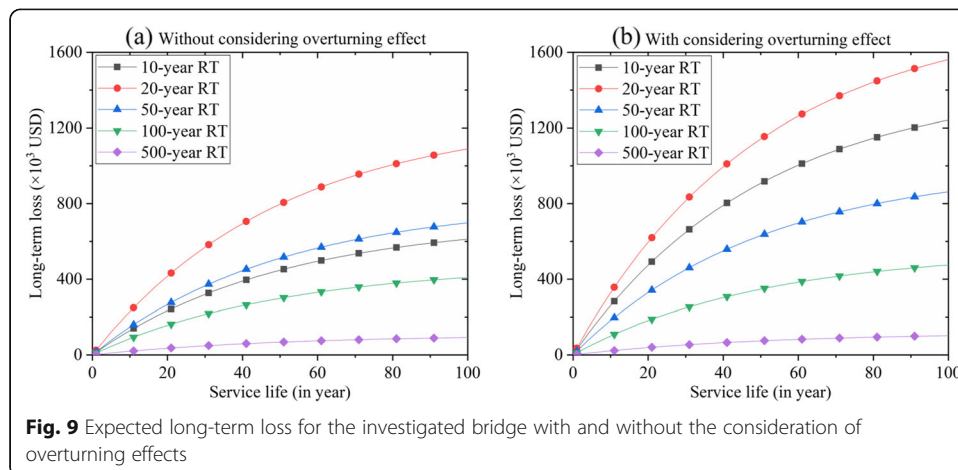 (a) Without considering overturning effect
1600
1200
800
400
0
Long-term loss (×10³ USD)
10-year RT
20-year RT
50-year RT
100-year RT
500-year RT
0 20 40 60 80 100
Service life (in year)
(b) With considering overturning effect
1600
1200
800
400
0
Long-term loss (×10³ USD)
10-year RT
20-year RT
50-year RT
100-year RT
500-year RT
0 20 40 60 80 100
Service life (in year)
Fig. 9 Expected long-term loss for the investigated bridge with and without the consideration of
overturning effects